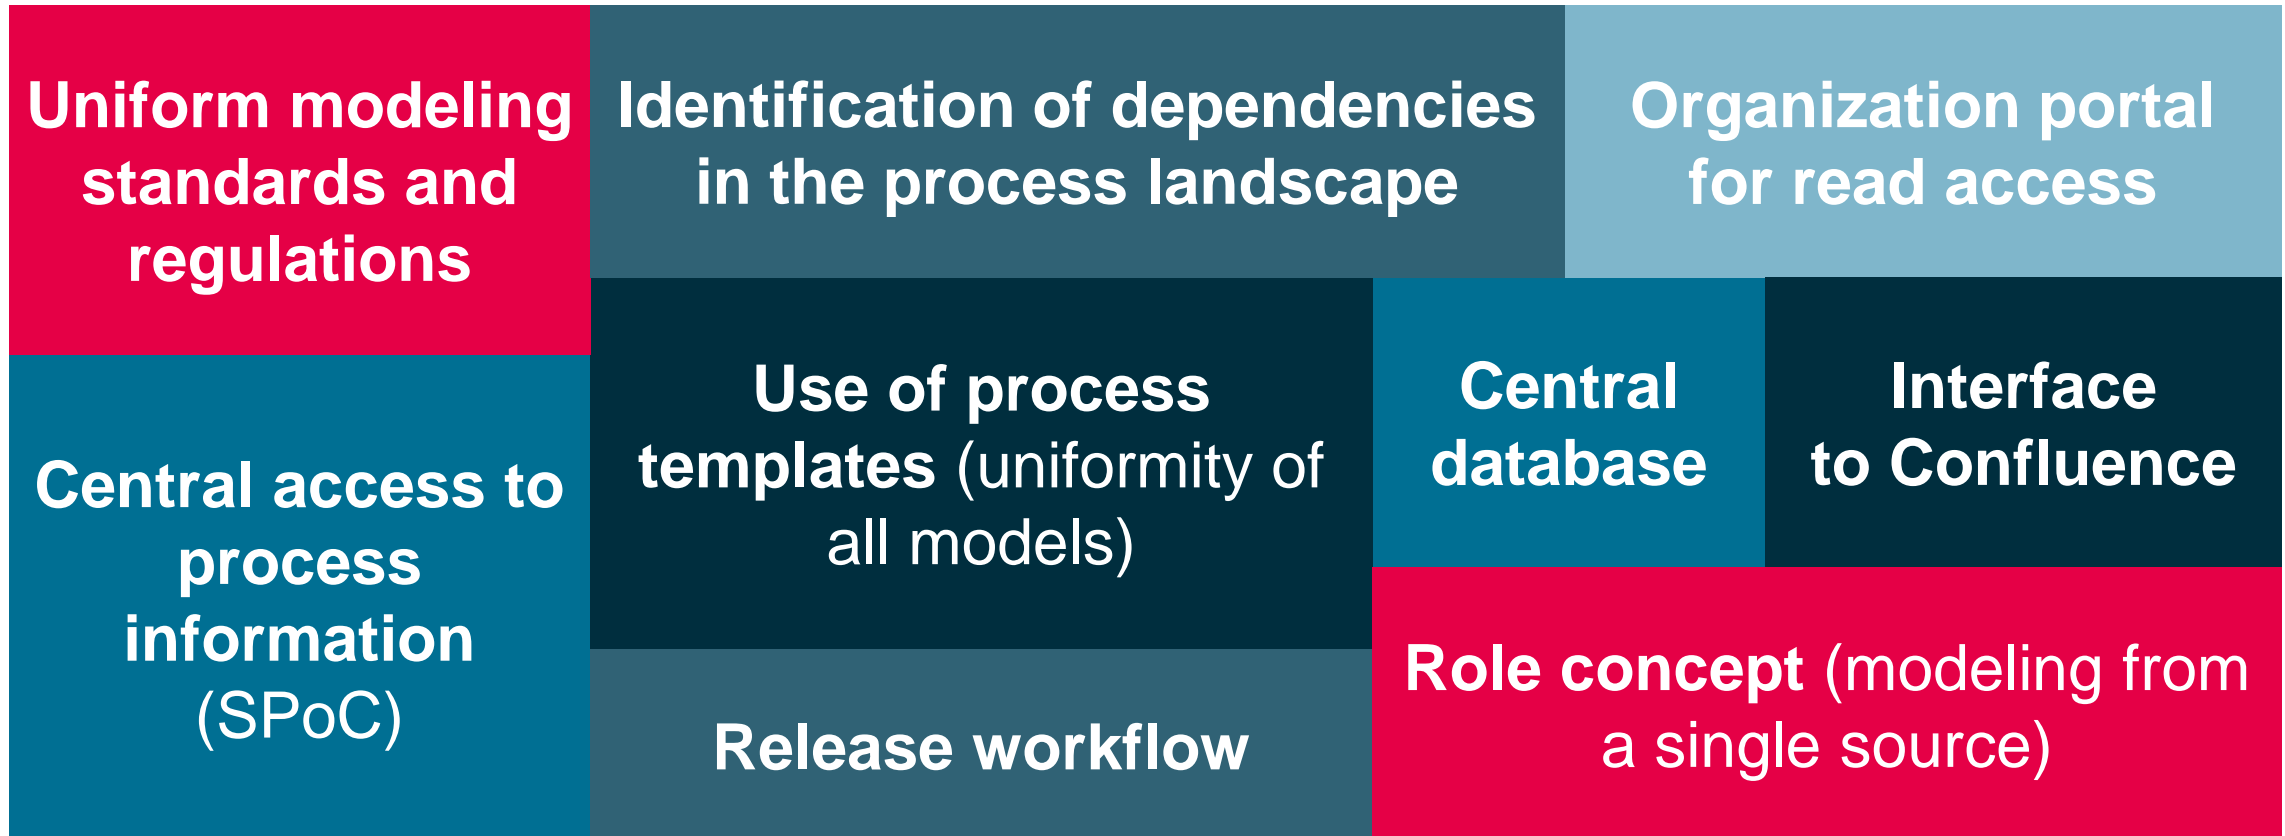 Uniform modeling
standards and
regulations
Identification of dependencies
in the process landscape
Organization portal
for read access
Central access to
process
information
(SPoC)
Use of process
templates (uniformity of
all models)
Central
database
Interface
to Confluence
Release workflow
Role concept (modeling from
a single source)